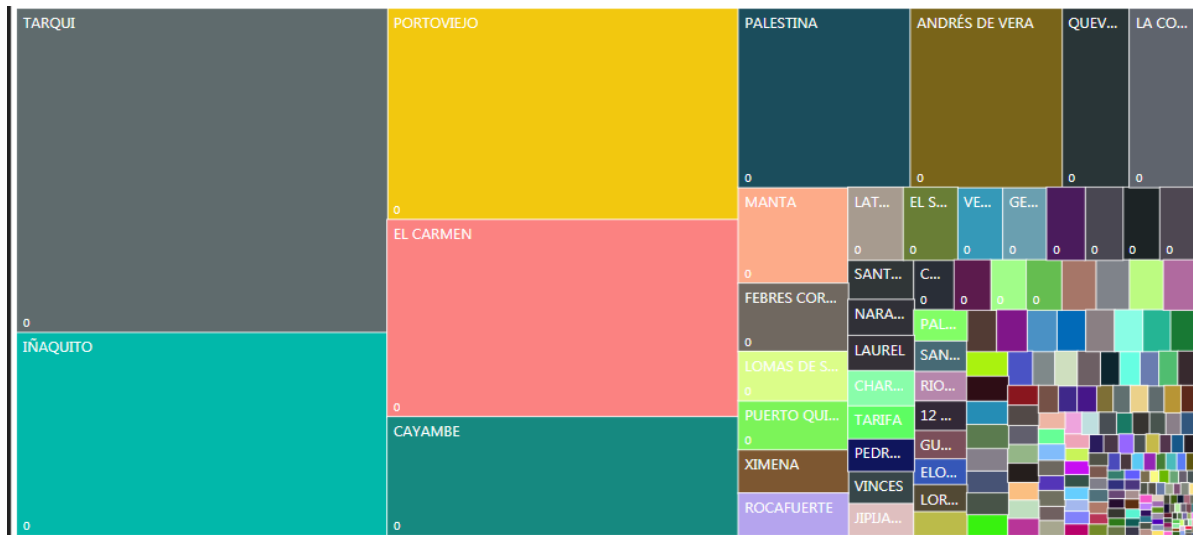 TARQUI
0
IÑAQUITO
0
PORTOVIEJO
0
EL CARMEN
0
CAYAMBE
0
PALESTINA
0
ANDRÉS DE VERA
0
QUEV...
0
LA CO...
0
MANTA
0
FEBRES COR...
0
LOMAS DE S...
0
PUERTO QUI...
0
XIMENA
ROCAFUERTE
LAT...
0
EL S...
0
VE...
0
GE...
0
0
0
0
0
SANT...
NARA...
LAUREL
CHAR...
TARIFA
PEDR...
VINCES
JIPIJA...
C...
0
0
0
0
PAL...
SAN...
RIO...
12 ...
GU...
ELO...
LOR...